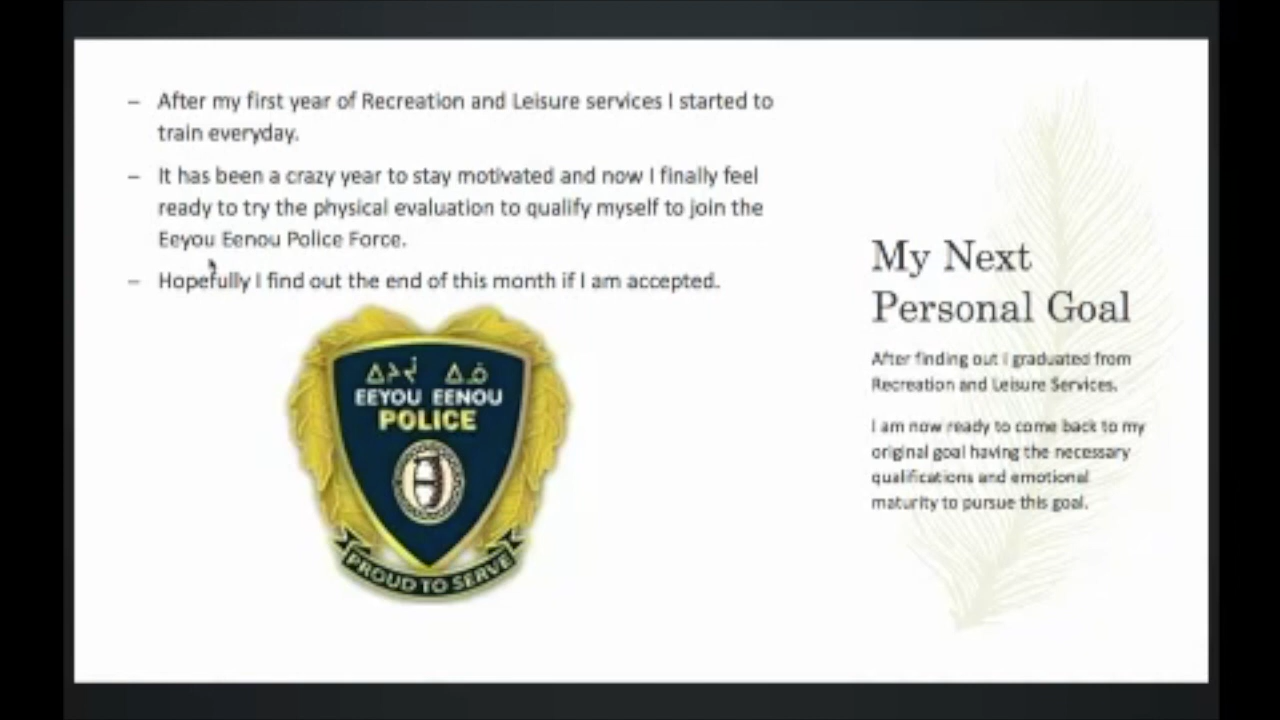 – After my first year of Recreation and Leisure services I started to
train everyday.
– It has been a crazy year to stay motivated and now I finally feel
ready to try the physical evaluation to qualify myself to join the
Eeyou Eenou Police Force.
– Hopefully I find out the end of this month if I am accepted.
EEYOU EENOU
POLICE
PROUD TO SERVE
My Next
Personal Goal
After finding out I graduated from
Recreation and Leisure Services.
I am now ready to come back to my
original goal having the necessary
qualifications and emotional
maturity to pursue this goal.